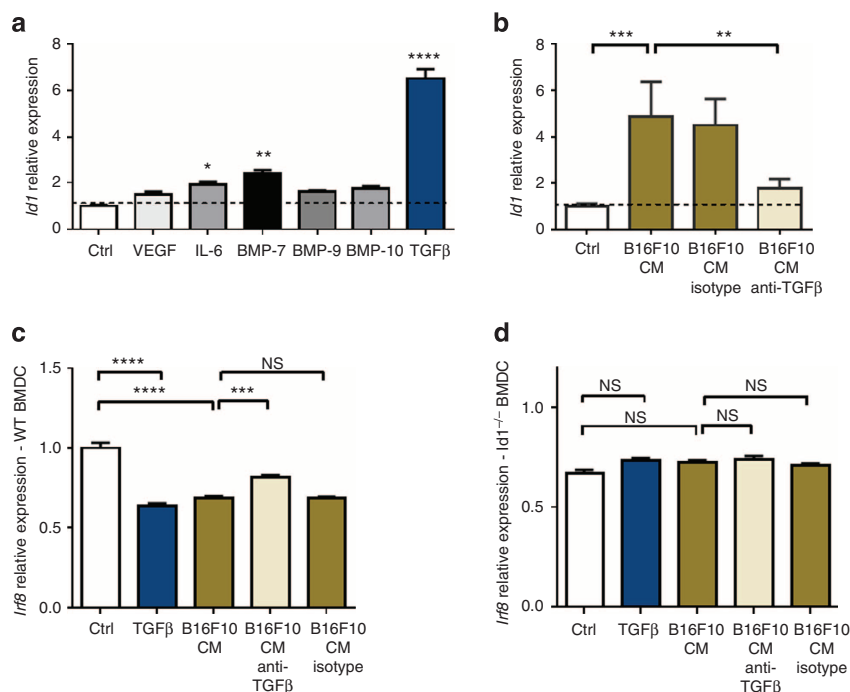 a
Id1 relative expression
8
6
4
2
0
*
**
****
Ctrl VEGF IL-6 BMP-7 BMP-9 BMP-10 TGFβ
b
Id1 relative expression
8
6
4
2
0
*** **
Ctrl B16F10 B16F10 B16F10
CM CM CM
isotype anti-TGFβ
c
Irf8 relative expression - WT BMDC
1.5
1.0
0.5
0.0
**** NS
**** ***
Ctrl TGFβ B16F10 B16F10 B16F10
CM CM CM
anti- isotype
TGFβ
d
Irf8 relative expression - Id1–/– BMDC
1.0
0.5
0.0
NS NS
NS NS
Ctrl TGFβ B16F10 B16F10 B16F10
CM CM CM
anti- isotype
TGFβ